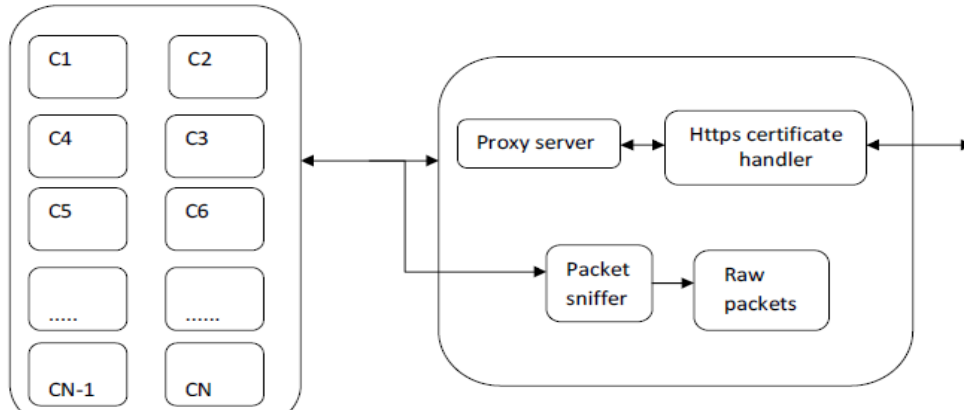 C1
C2
C4
C3
C5
C6
.....
......
CN-1
CN
Proxy server
Https certificate
handler
Packet
sniffer
Raw
packets